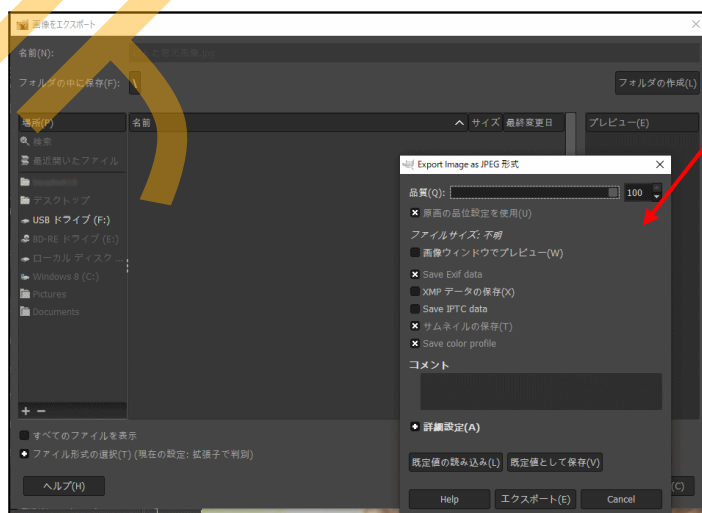 画像をエクスポート
名前(N):
フォルダの中に保存(F): \ フォルダの作成(L)
場所(P)
検索
最近開いたファイル
デスクトップ
USB ドライブ (F:)
BD-RE ドライブ (E:)
ローカル ディスク ...
Windows 8 (C:)
Pictures
Documents
名前 サイズ 最終変更日
プレビュー(E)
すべてのファイルを表示
ファイル形式の選択(T) (現在の設定: 拡張子で判別)
ヘルプ(H)
(C)
Export Image as JPEG 形式
品質(Q): 100
原画の品位設定を使用(U)
ファイルサイズ: 不明
画像ウィンドウでプレビュー(W)
Save Exif data
XMP データの保存(X)
Save IPTC data
サムネイルの保存(T)
Save color profile
コメント
詳細設定(A)
既定値の読み込み(L) 既定値として保存(V)
Help エクスポート(E) Cancel